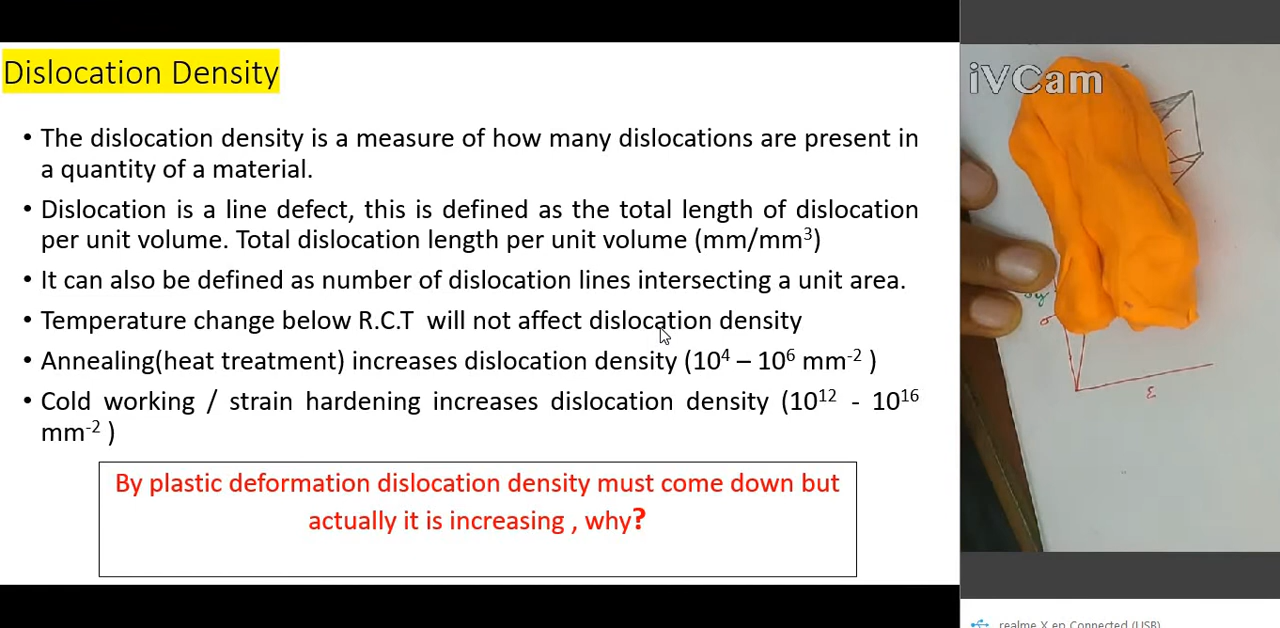 Dislocation Density
iVCam
• The dislocation density is a measure of how many dislocations are present in
a quantity of a material.
• Dislocation is a line defect, this is defined as the total length of dislocation
per unit volume. Total dislocation length per unit volume (mm/mm³)
• It can also be defined as number of dislocation lines intersecting a unit area.
• Temperature change below R.C.T will not affect dislocation density
• Annealing(heat treatment) increases dislocation density (10⁴ – 10⁶ mm⁻² )
• Cold working / strain hardening increases dislocation density (10¹² - 10¹⁶
mm⁻² )
By plastic deformation dislocation density must come down but
actually it is increasing , why?
σ
ε
realme X en Connected (USB)